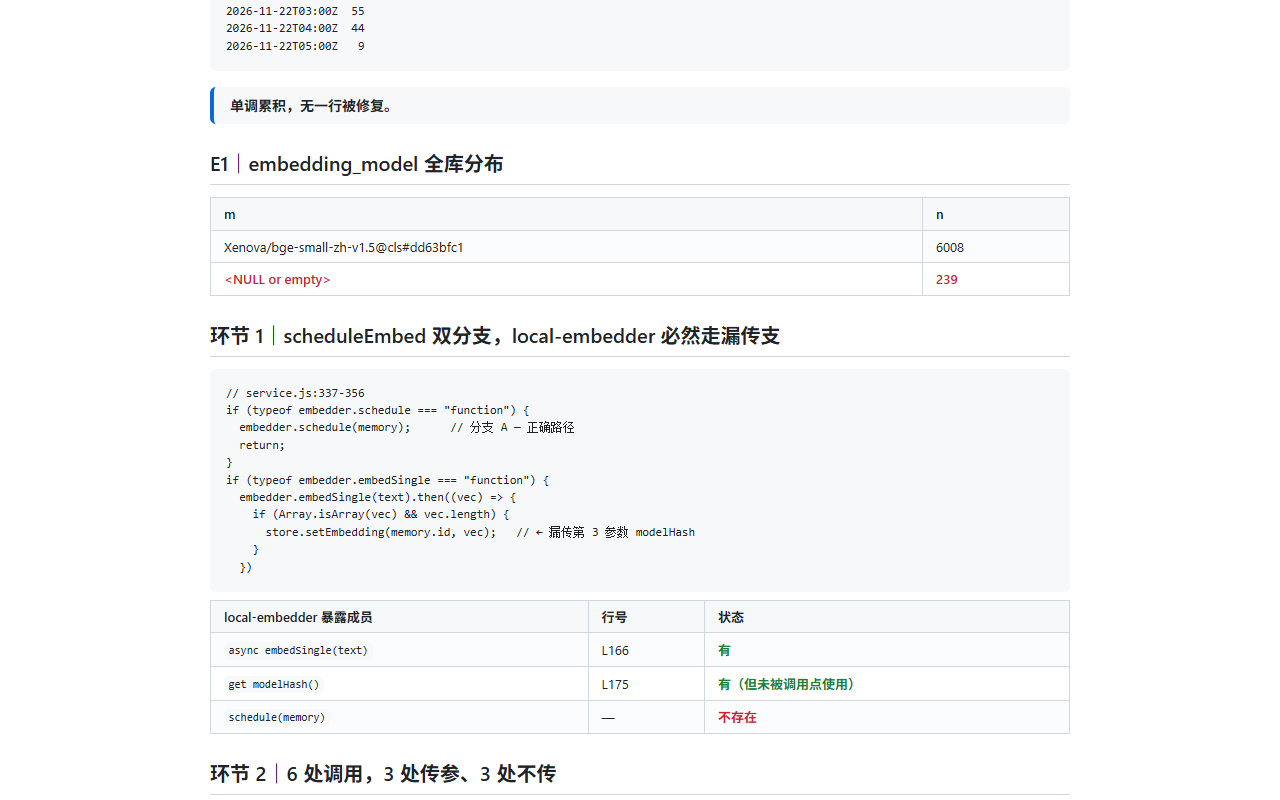 2026-11-22T03:00Z  55
2026-11-22T04:00Z  44
2026-11-22T05:00Z   9
单调累积，无一行被修复。
E1｜embedding_model 全库分布
m n
Xenova/bge-small-zh-v1.5@cls#dd63bfc1 6008
<NULL or empty> 239
环节 1｜scheduleEmbed 双分支，local-embedder 必然走漏传支
// service.js:337-356
if (typeof embedder.schedule === "function") {
  embedder.schedule(memory);      // 分支 A — 正确路径
  return;
}
if (typeof embedder.embedSingle === "function") {
  embedder.embedSingle(text).then((vec) => {
    if (Array.isArray(vec) && vec.length) {
      store.setEmbedding(memory.id, vec);   // ← 漏传第 3 参数 modelHash
    }
  })
local-embedder 暴露成员 行号 状态
async embedSingle(text) L166 有
get modelHash() L175 有（但未被调用点使用）
schedule(memory) — 不存在
环节 2｜6 处调用，3 处传参、3 处不传